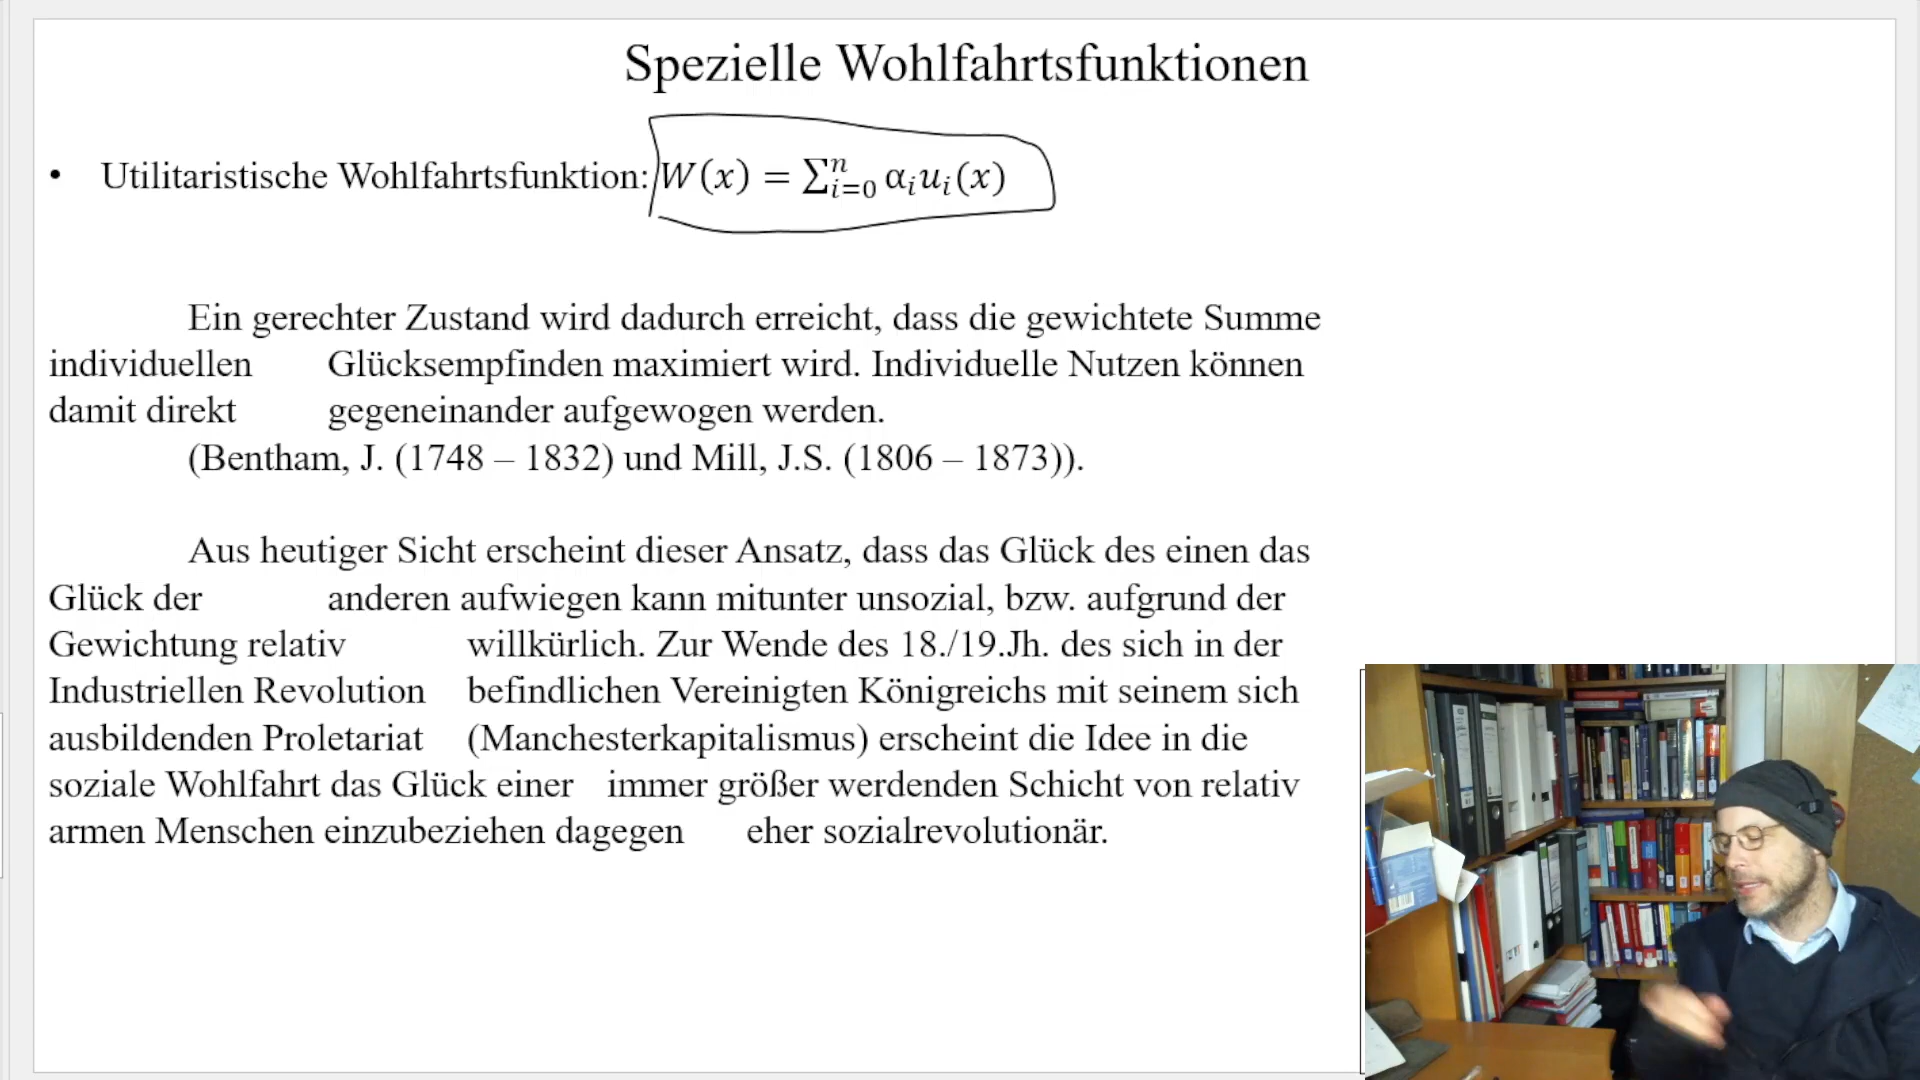 Spezielle Wohlfahrtsfunktionen
• Utilitaristische Wohlfahrtsfunktion: W(x) = ∑ⁿᵢ₌₀ αᵢuᵢ(x)
Ein gerechter Zustand wird dadurch erreicht, dass die gewichtete Summe
individuellen Glücksempfinden maximiert wird. Individuelle Nutzen können
damit direkt gegeneinander aufgewogen werden.
(Bentham, J. (1748 – 1832) und Mill, J.S. (1806 – 1873)).
Aus heutiger Sicht erscheint dieser Ansatz, dass das Glück des einen das
Glück der anderen aufwiegen kann mitunter unsozial, bzw. aufgrund der
Gewichtung relativ willkürlich. Zur Wende des 18./19.Jh. des sich in der
Industriellen Revolution befindlichen Vereinigten Königreichs mit seinem sich
ausbildenden Proletariat (Manchesterkapitalismus) erscheint die Idee in die
soziale Wohlfahrt das Glück einer immer größer werdenden Schicht von relativ
armen Menschen einzubeziehen dagegen eher sozialrevolutionär.